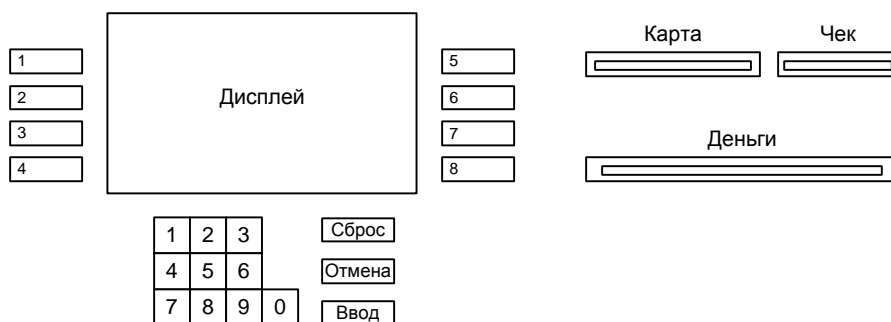 Карта Чек
1 5
2 Дисплей 6
3 7
Деньги
4 8
1 2 3 Сброс
4 5 6 Отмена
7 8 9 0 Ввод